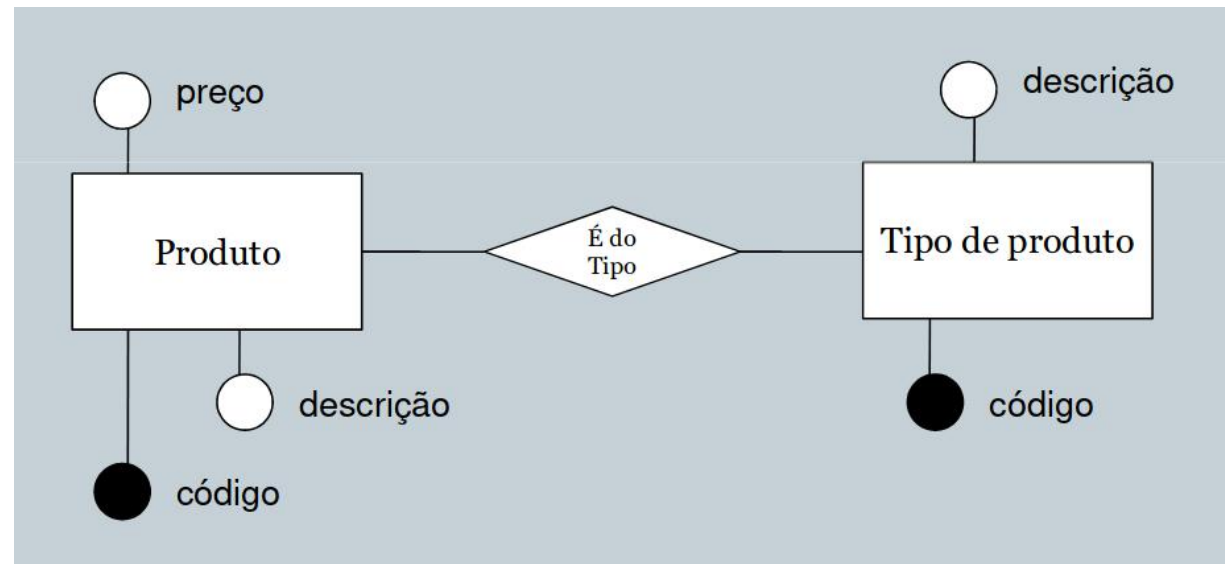 preço
descrição
Produto
É do
Tipo
Tipo de produto
descrição
código
código